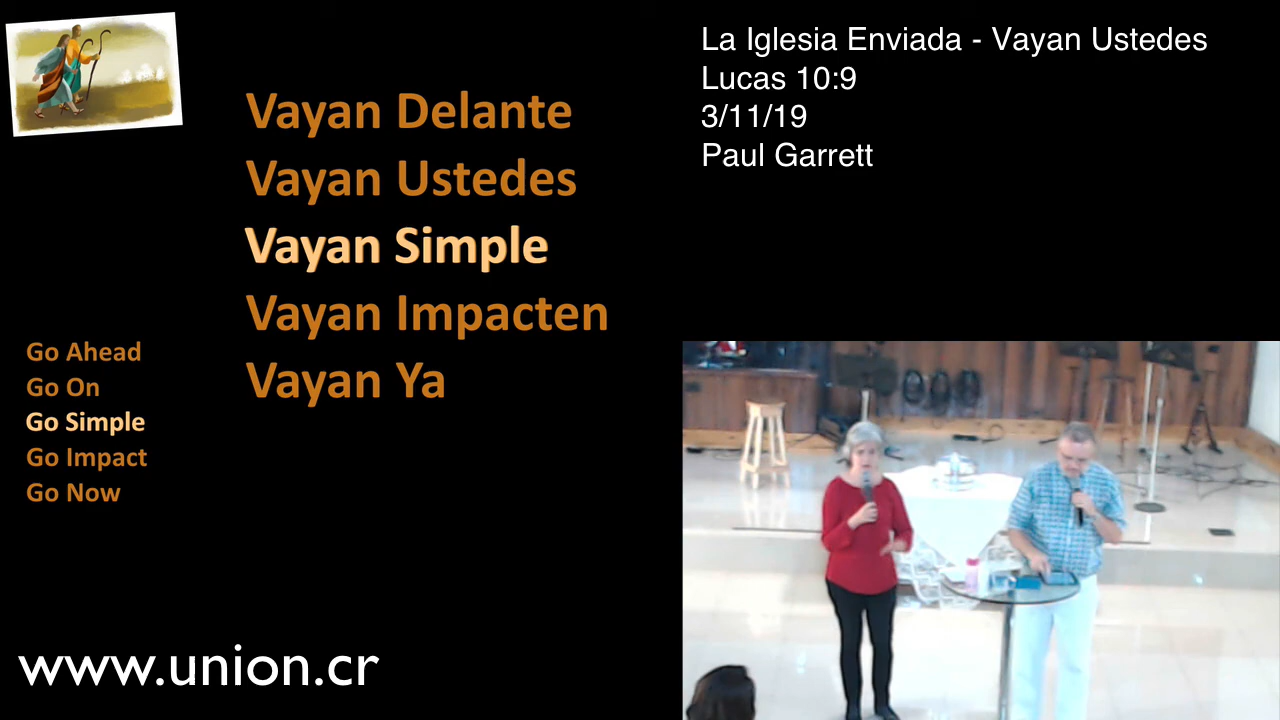 Vayan Delante
Vayan Ustedes
Vayan Simple
Vayan Impacten
Vayan Ya
Go Ahead
Go On
Go Simple
Go Impact
Go Now
www.union.cr
La Iglesia Enviada - Vayan Ustedes
Lucas 10:9
3/11/19
Paul Garrett